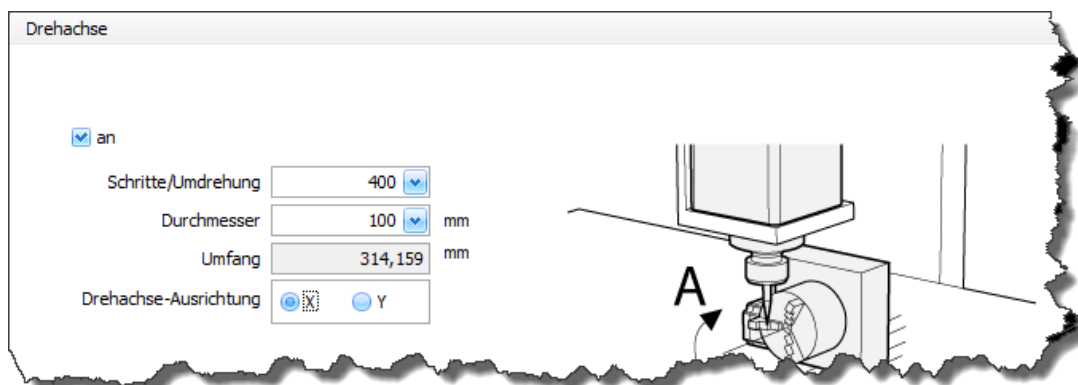 Drehachse
an
Schritte/Umdrehung 400
Durchmesser 100 mm
Umfang 314,159 mm
Drehachse-Ausrichtung X Y
A